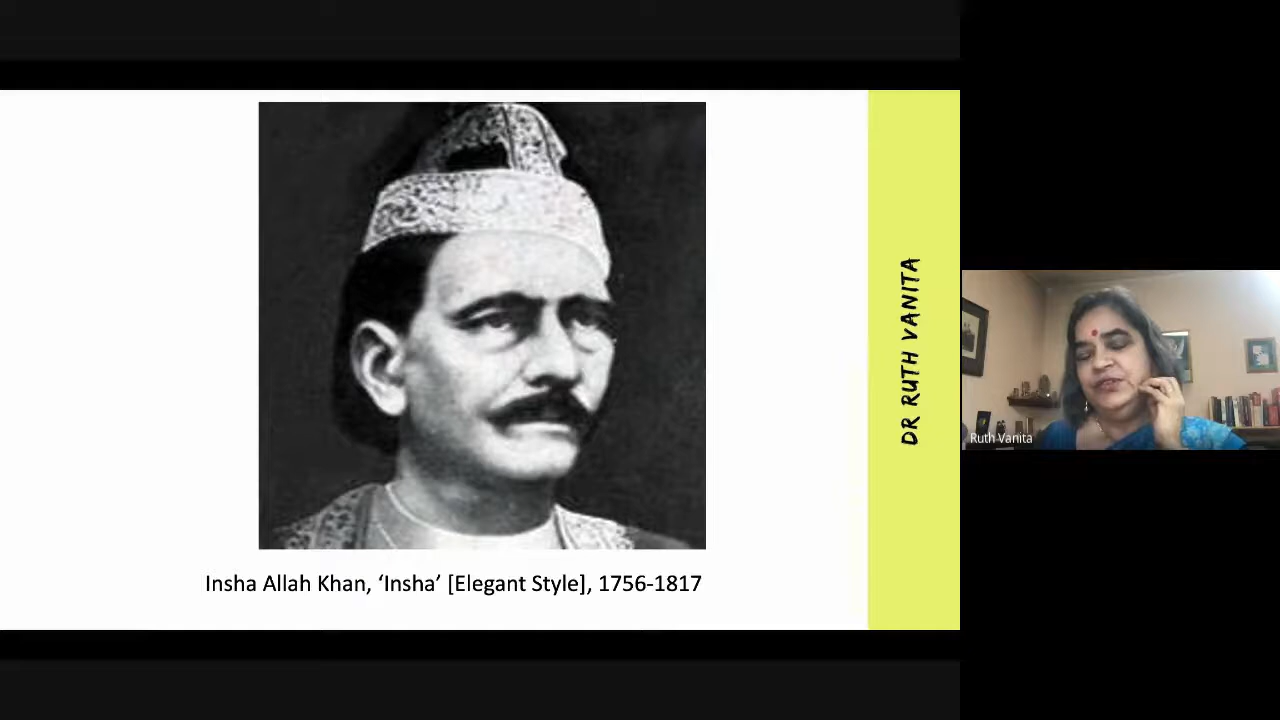 Insha Allah Khan, ‘Insha’ [Elegant Style], 1756-1817
DR RUTH VANITA
Ruth Vanita